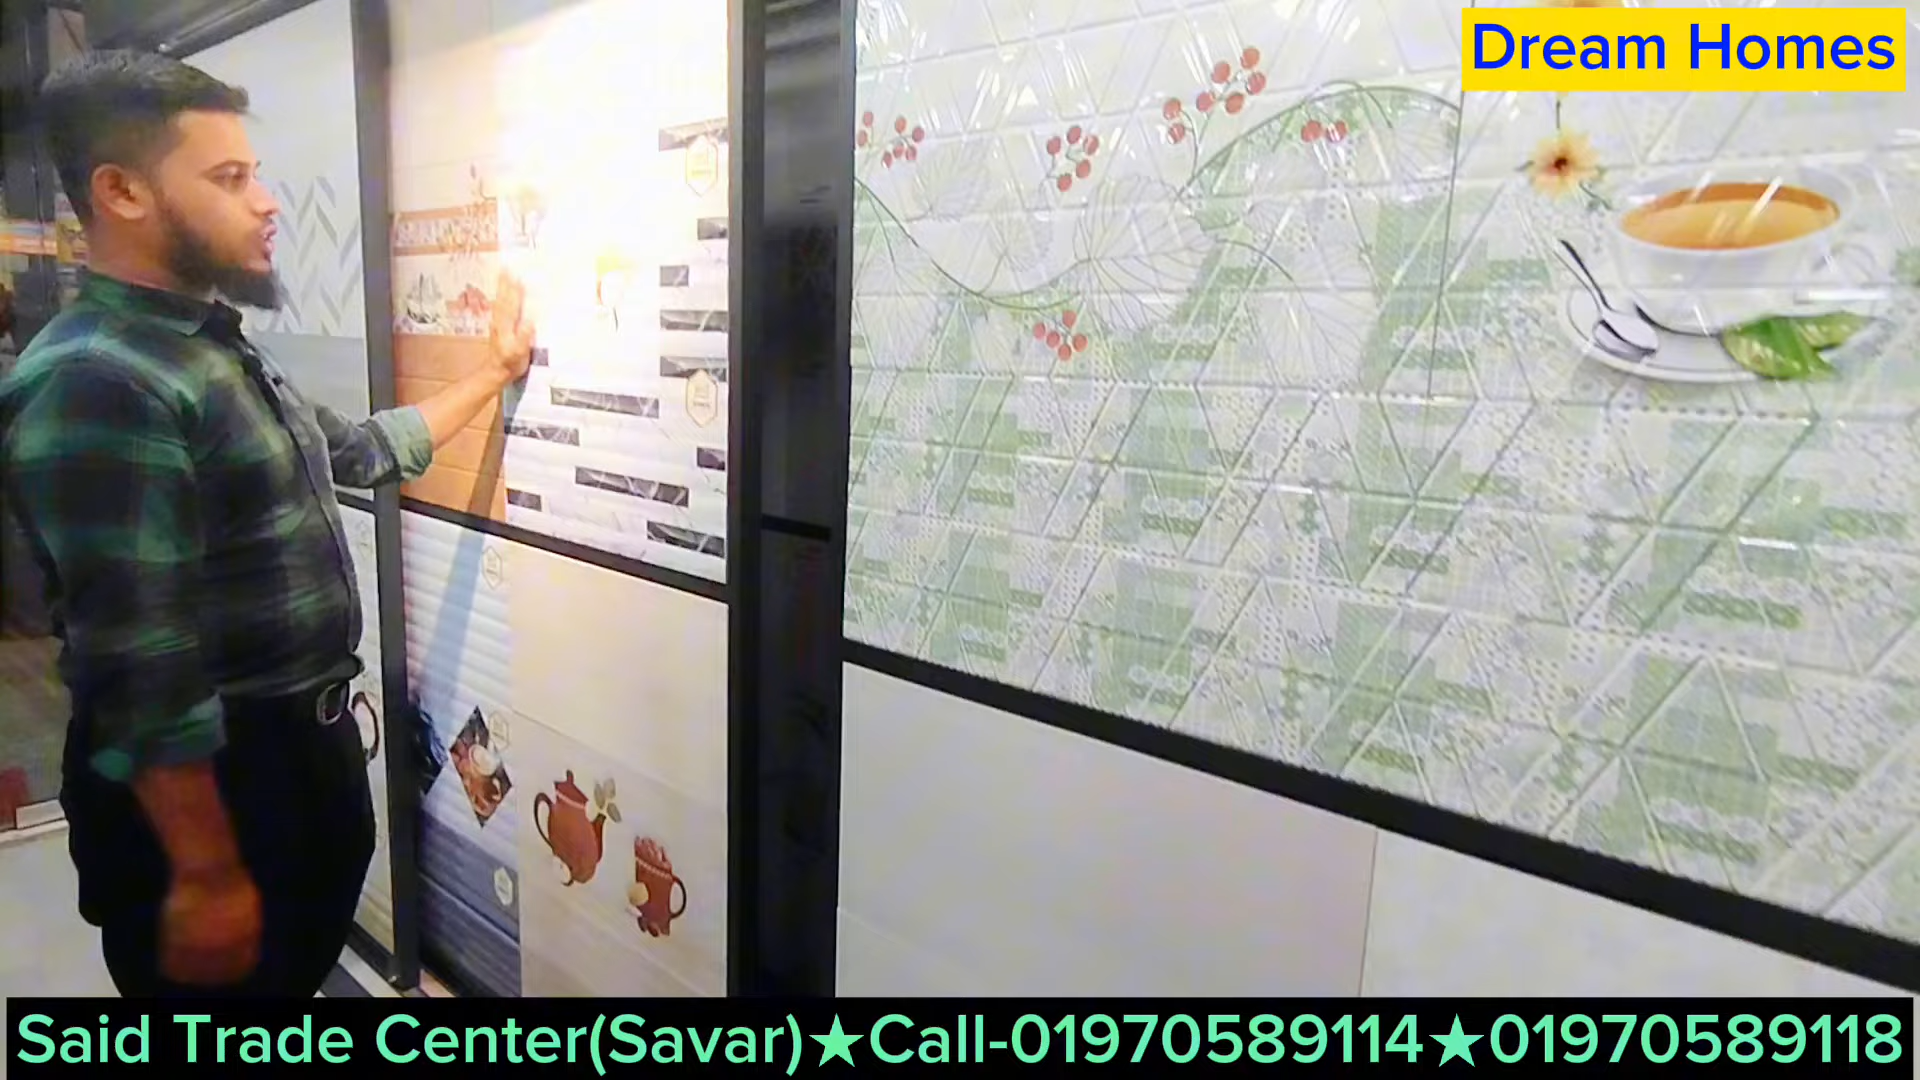 Dream Homes
Said Trade Center(Savar)★Call-01970589114★01970589118